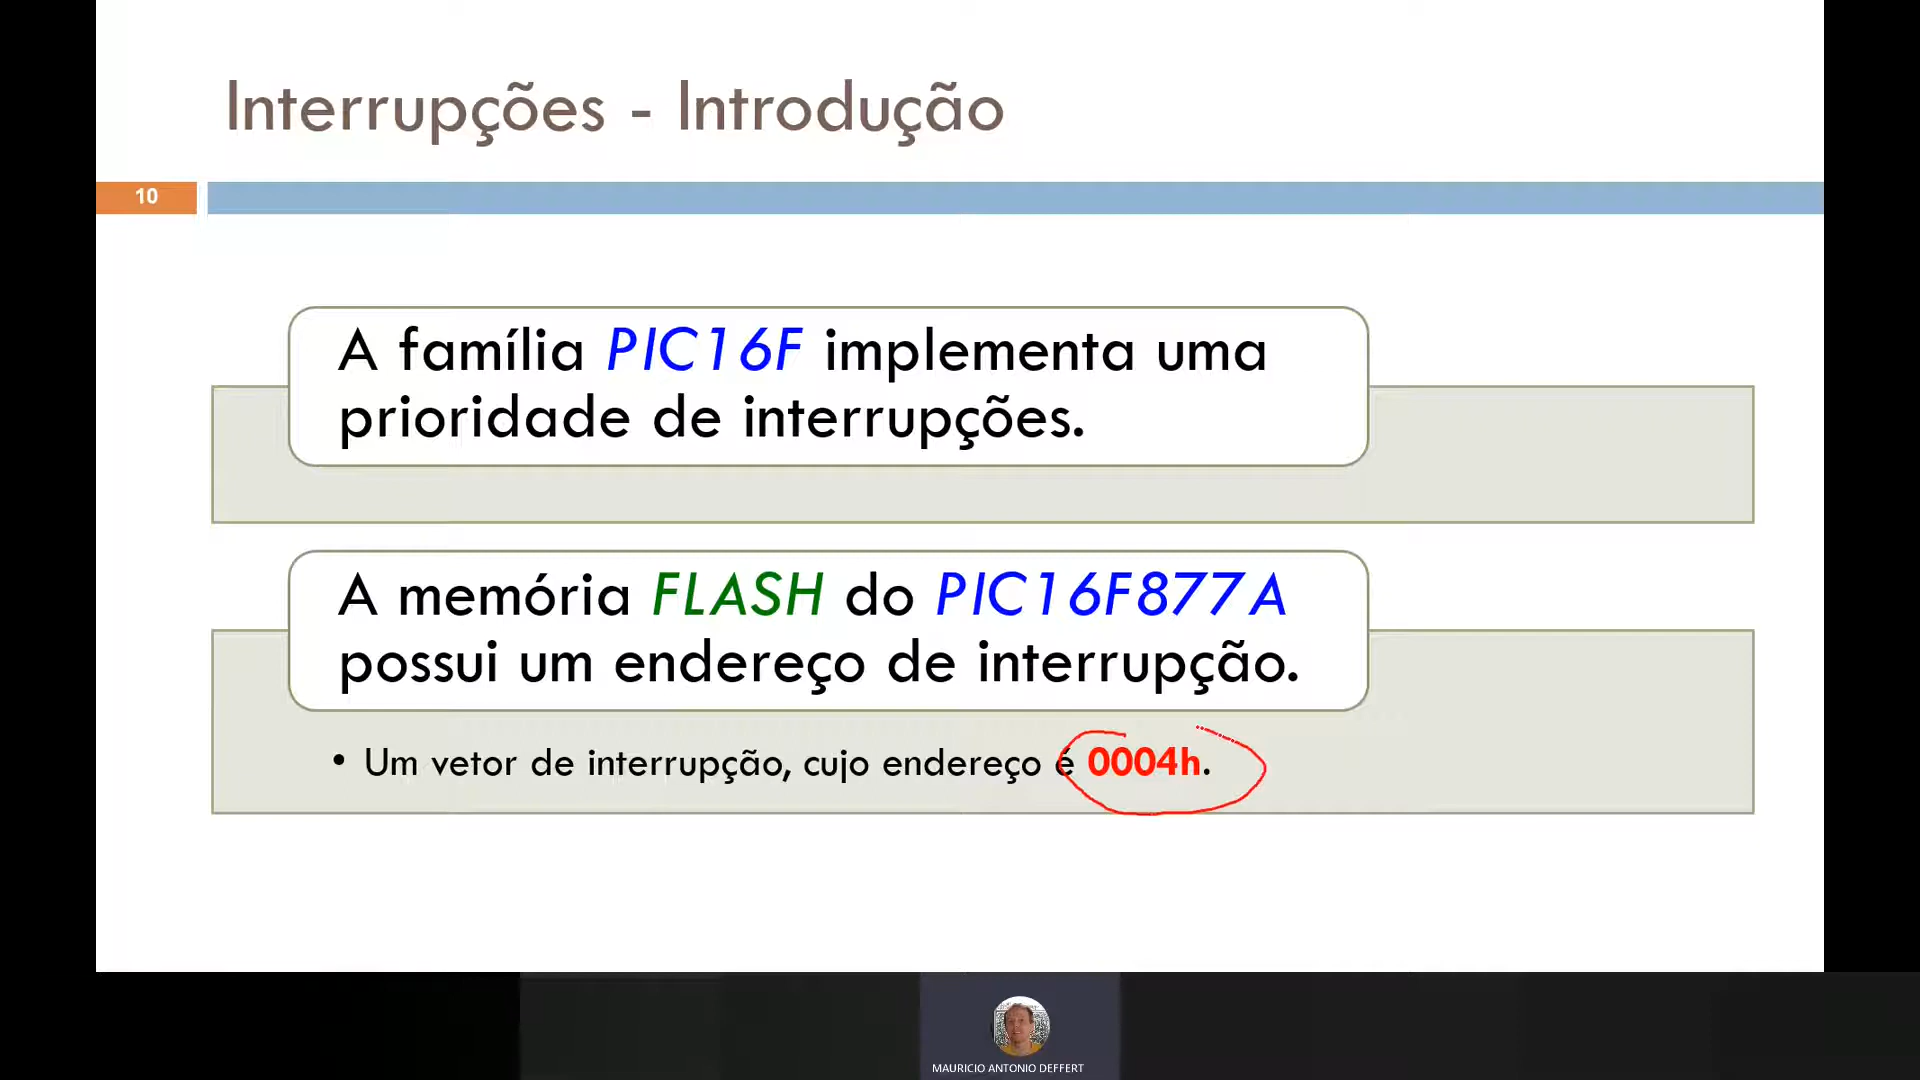 Interrupções - Introdução
10
A família PIC16F implementa uma
prioridade de interrupções.
A memória FLASH do PIC16F877A
possui um endereço de interrupção.
• Um vetor de interrupção, cujo endereço é 0004h.
MAURICIO ANTONIO DEFFERT